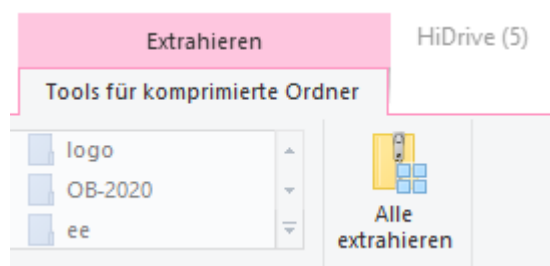 Extrahieren
HiDrive (5)
Tools für komprimierte Ordner
logo
OB-2020
ee
Alle
extrahieren